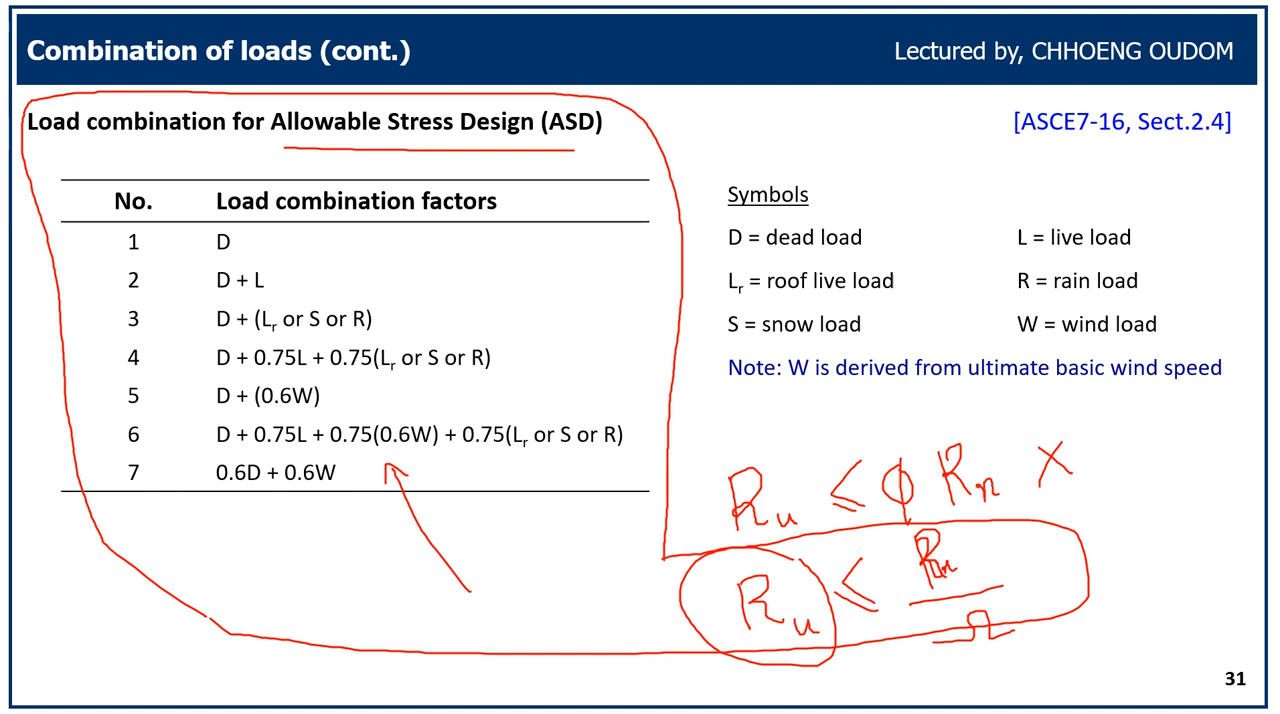 Combination of loads (cont.)
Lectured by, CHHOENG OUDOM
Load combination for Allowable Stress Design (ASD)
[ASCE7-16, Sect.2.4]
No. Load combination factors
1 D
2 D + L
3 D + (Lr or S or R)
4 D + 0.75L + 0.75(Lr or S or R)
5 D + (0.6W)
6 D + 0.75L + 0.75(0.6W) + 0.75(Lr or S or R)
7 0.6D + 0.6W
Symbols
D = dead load L = live load
Lr = roof live load R = rain load
S = snow load W = wind load
Note: W is derived from ultimate basic wind speed
Ru ≤ ϕ Rn ×
Ru ≤ Rn / Ω
31